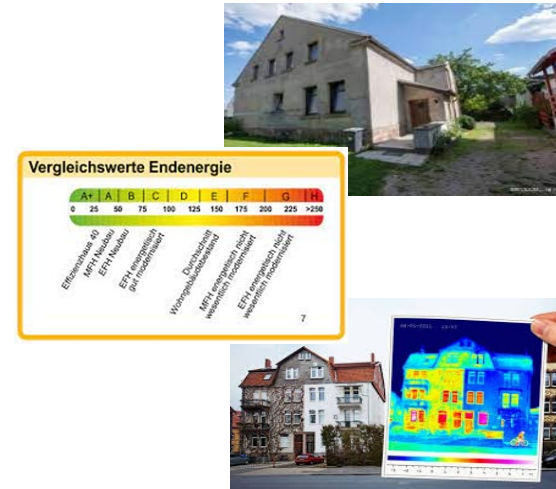 Vergleichswerte Endenergie
A+ A B C D E F G H
0 25 50 75 100 125 150 175 200 225 >250
Effizienzhaus 40
MFH Neubau
EFH Neubau
EFH energetisch
gut modernisiert
Durchschnitt
Wohngebäudebestand
MFH energetisch nicht
wesentlich modernisiert
EFH energetisch nicht
wesentlich modernisiert
7